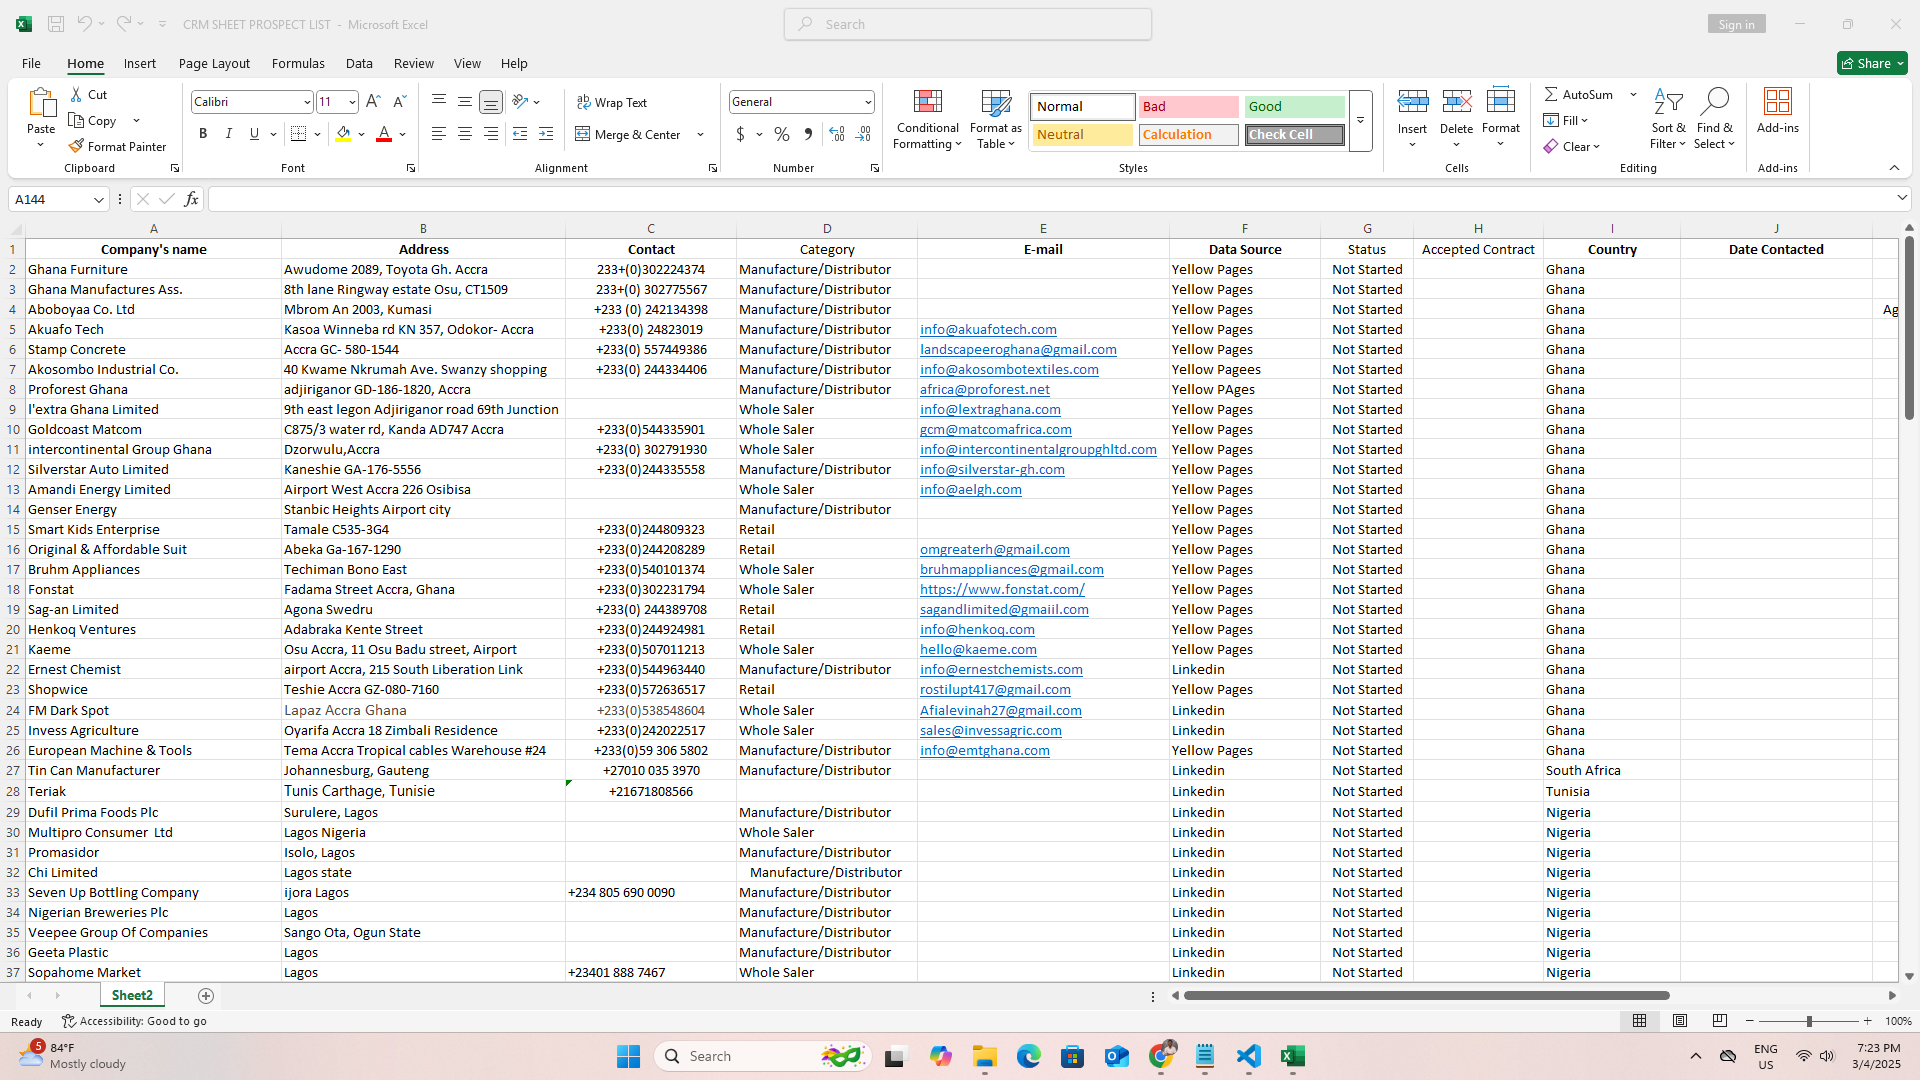 CRM SHEET PROSPECT LIST - Microsoft Excel
Search
Sign in
File Home Insert Page Layout Formulas Data Review View Help
Share
Paste
Cut
Copy
Format Painter
Clipboard
Calibri 11
B I U
Font
Wrap Text
Merge & Center
Alignment
General
$ % 9
Number
Conditional Formatting
Format as Table
Normal Bad Good
Neutral Calculation Check Cell
Styles
Insert Delete Format
Cells
AutoSum
Fill
Clear
Sort & Filter
Find & Select
Editing
Add-ins
Add-ins
A144 fx
A B C D E F G H I J
1 Company's name Address Contact Category E-mail Data Source Status Accepted Contract Country Date Contacted
2 Ghana Furniture Awudome 2089, Toyota Gh. Accra 233+(0)302224374 Manufacture/Distributor Yellow Pages Not Started Ghana
3 Ghana Manufactures Ass. 8th lane Ringway estate Osu, CT1509 233+(0) 302775567 Manufacture/Distributor Yellow Pages Not Started Ghana
4 Aboboyaa Co. Ltd Mbrom An 2003, Kumasi +233 (0) 242134398 Manufacture/Distributor Yellow Pages Not Started Ghana Ag
5 Akuafo Tech Kasoa Winneba rd KN 357, Odokor- Accra +233(0) 24823019 Manufacture/Distributor info@akuafotech.com Yellow Pages Not Started Ghana
6 Stamp Concrete Accra GC- 580-1544 +233(0) 557449386 Manufacture/Distributor landscapeeroghana@gmail.com Yellow Pages Not Started Ghana
7 Akosombo Industrial Co. 40 Kwame Nkrumah Ave. Swanzy shopping +233(0) 244334406 Manufacture/Distributor info@akosombotextiles.com Yellow Pagees Not Started Ghana
8 Proforest Ghana adjiriganor GD-186-1820, Accra Manufacture/Distributor africa@proforest.net Yellow PAges Not Started Ghana
9 l'extra Ghana Limited 9th east legon Adjiriganor road 69th Junction Whole Saler info@lextraghana.com Yellow Pages Not Started Ghana
10 Goldcoast Matcom C875/3 water rd, Kanda AD747 Accra +233(0)544335901 Whole Saler gcm@matcomafrica.com Yellow Pages Not Started Ghana
11 intercontinental Group Ghana Dzorwulu,Accra +233(0) 302791930 Whole Saler info@intercontinentalgroupghltd.com Yellow Pages Not Started Ghana
12 Silverstar Auto Limited Kaneshie GA-176-5556 +233(0)244335558 Manufacture/Distributor info@silverstar-gh.com Yellow Pages Not Started Ghana
13 Amandi Energy Limited Airport West Accra 226 Osibisa Whole Saler info@aelgh.com Yellow Pages Not Started Ghana
14 Genser Energy Stanbic Heights Airport city Manufacture/Distributor Yellow Pages Not Started Ghana
15 Smart Kids Enterprise Tamale C535-3G4 +233(0)244809323 Retail Yellow Pages Not Started Ghana
16 Original & Affordable Suit Abeka Ga-167-1290 +233(0)244208289 Retail omgreaterh@gmail.com Yellow Pages Not Started Ghana
17 Bruhm Appliances Techiman Bono East +233(0)540101374 Whole Saler bruhmappliances@gmail.com Yellow Pages Not Started Ghana
18 Fonstat Fadama Street Accra, Ghana +233(0)302231794 Whole Saler https://www.fonstat.com/ Yellow Pages Not Started Ghana
19 Sag-an Limited Agona Swedru +233(0) 244389708 Retail sagandlimited@gmaiil.com Yellow Pages Not Started Ghana
20 Henkoq Ventures Adabraka Kente Street +233(0)244924981 Retail info@henkoq.com Yellow Pages Not Started Ghana
21 Kaeme Osu Accra, 11 Osu Badu street, Airport +233(0)507011213 Whole Saler hello@kaeme.com Yellow Pages Not Started Ghana
22 Ernest Chemist airport Accra, 215 South Liberation Link +233(0)544963440 Manufacture/Distributor info@ernestchemists.com Linkedin Not Started Ghana
23 Shopwice Teshie Accra GZ-080-7160 +233(0)572636517 Retail rostilupt417@gmail.com Yellow Pages Not Started Ghana
24 FM Dark Spot Lapaz Accra Ghana +233(0)538548604 Whole Saler Afialevinah27@gmail.com Linkedin Not Started Ghana
25 Invess Agriculture Oyarifa Accra 18 Zimbali Residence +233(0)242022517 Whole Saler sales@invessagric.com Linkedin Not Started Ghana
26 European Machine & Tools Tema Accra Tropical cables Warehouse #24 +233(0)59 306 5802 Manufacture/Distributor info@emtghana.com Yellow Pages Not Started Ghana
27 Tin Can Manufacturer Johannesburg, Gauteng +27010 035 3970 Manufacture/Distributor Linkedin Not Started South Africa
28 Teriak Tunis Carthage, Tunisie +21671808566 Linkedin Not Started Tunisia
29 Dufil Prima Foods Plc Surulere, Lagos Manufacture/Distributor Linkedin Not Started Nigeria
30 Multipro Consumer Ltd Lagos Nigeria Whole Saler Linkedin Not Started Nigeria
31 Promasidor Isolo, Lagos Manufacture/Distributor Linkedin Not Started Nigeria
32 Chi Limited Lagos state Manufacture/Distributor Linkedin Not Started Nigeria
33 Seven Up Bottling Company ijora Lagos +234 805 690 0090 Manufacture/Distributor Linkedin Not Started Nigeria
34 Nigerian Breweries Plc Lagos Manufacture/Distributor Linkedin Not Started Nigeria
35 Veepee Group Of Companies Sango Ota, Ogun State Manufacture/Distributor Linkedin Not Started Nigeria
36 Geeta Plastic Lagos Manufacture/Distributor Linkedin Not Started Nigeria
37 Sopahome Market Lagos +23401 888 7467 Whole Saler Linkedin Not Started Nigeria
Sheet2
Ready Accessibility: Good to go 100%
5 84°F
Mostly cloudy
Search
ENG
US
7:23 PM
3/4/2025